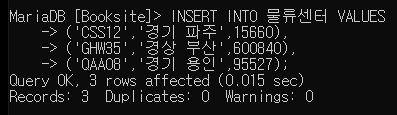 MariaDB [Booksite]> INSERT INTO 물류센터 VALUES
-> ('CSS12','경기 파주',15660),
-> ('GHW35','경상 부산',600840),
-> ('QAA08','경기 용인',95527);
Query OK, 3 rows affected (0.015 sec)
Records: 3  Duplicates: 0  Warnings: 0